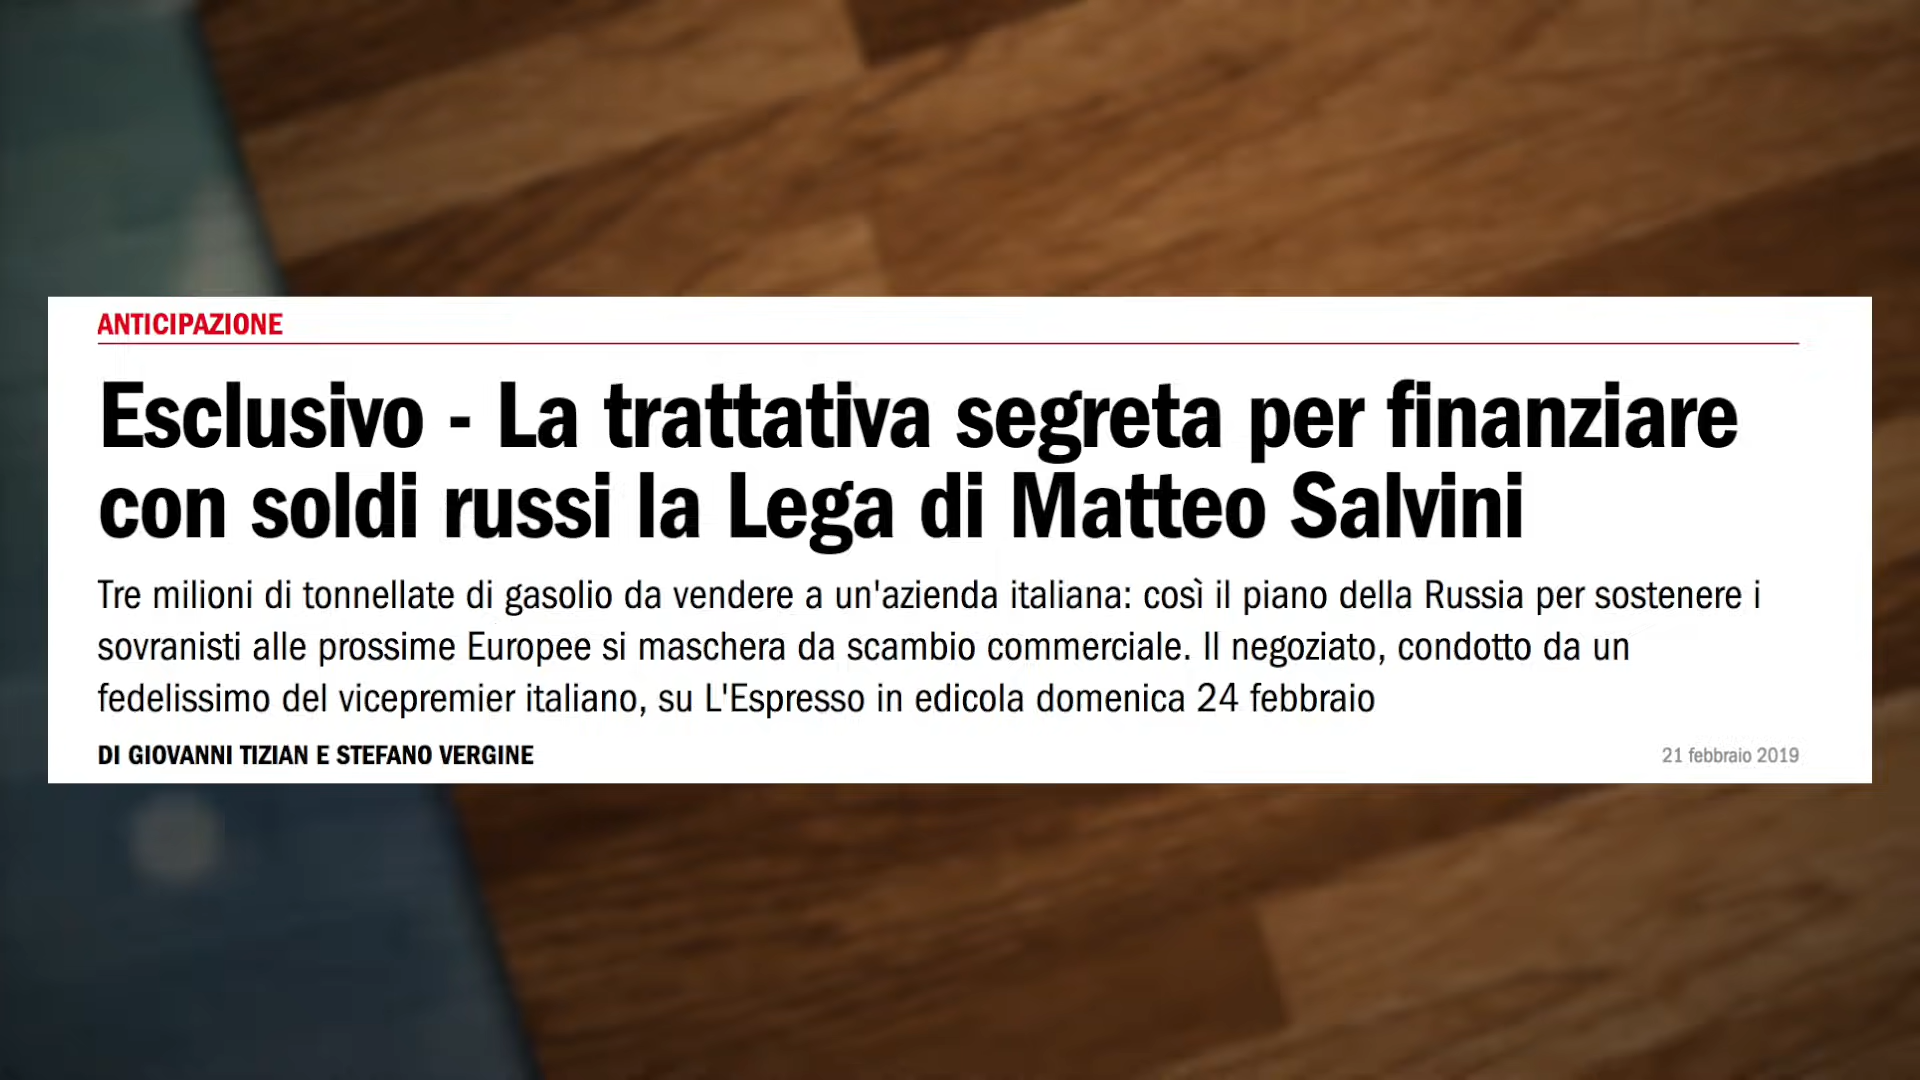 ANTICIPAZIONE
Esclusivo - La trattativa segreta per finanziare
con soldi russi la Lega di Matteo Salvini
Tre milioni di tonnellate di gasolio da vendere a un'azienda italiana: così il piano della Russia per sostenere i
sovranisti alle prossime Europee si maschera da scambio commerciale. Il negoziato, condotto da un
fedelissimo del vicepremier italiano, su L'Espresso in edicola domenica 24 febbraio
DI GIOVANNI TIZIAN E STEFANO VERGINE
21 febbraio 2019